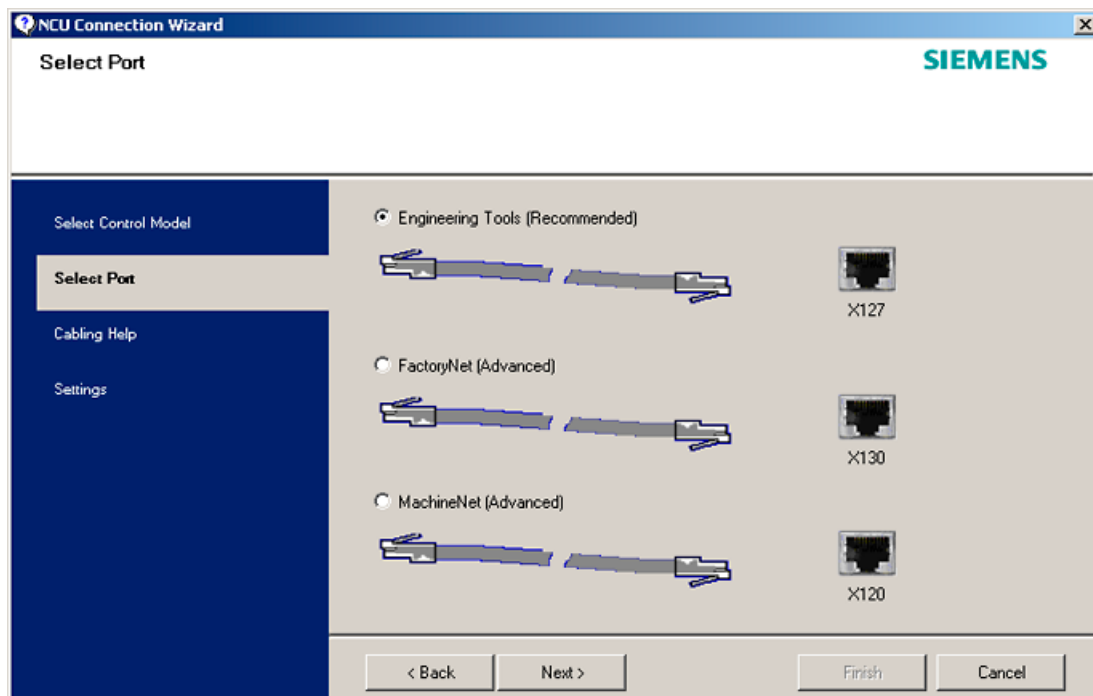 NCU Connection Wizard
Select Port
SIEMENS
Select Control Model
Select Port
Cabling Help
Settings
Engineering Tools (Recommended)
X127
FactoryNet (Advanced)
X130
MachineNet (Advanced)
X120
< Back
Next >
Finish
Cancel